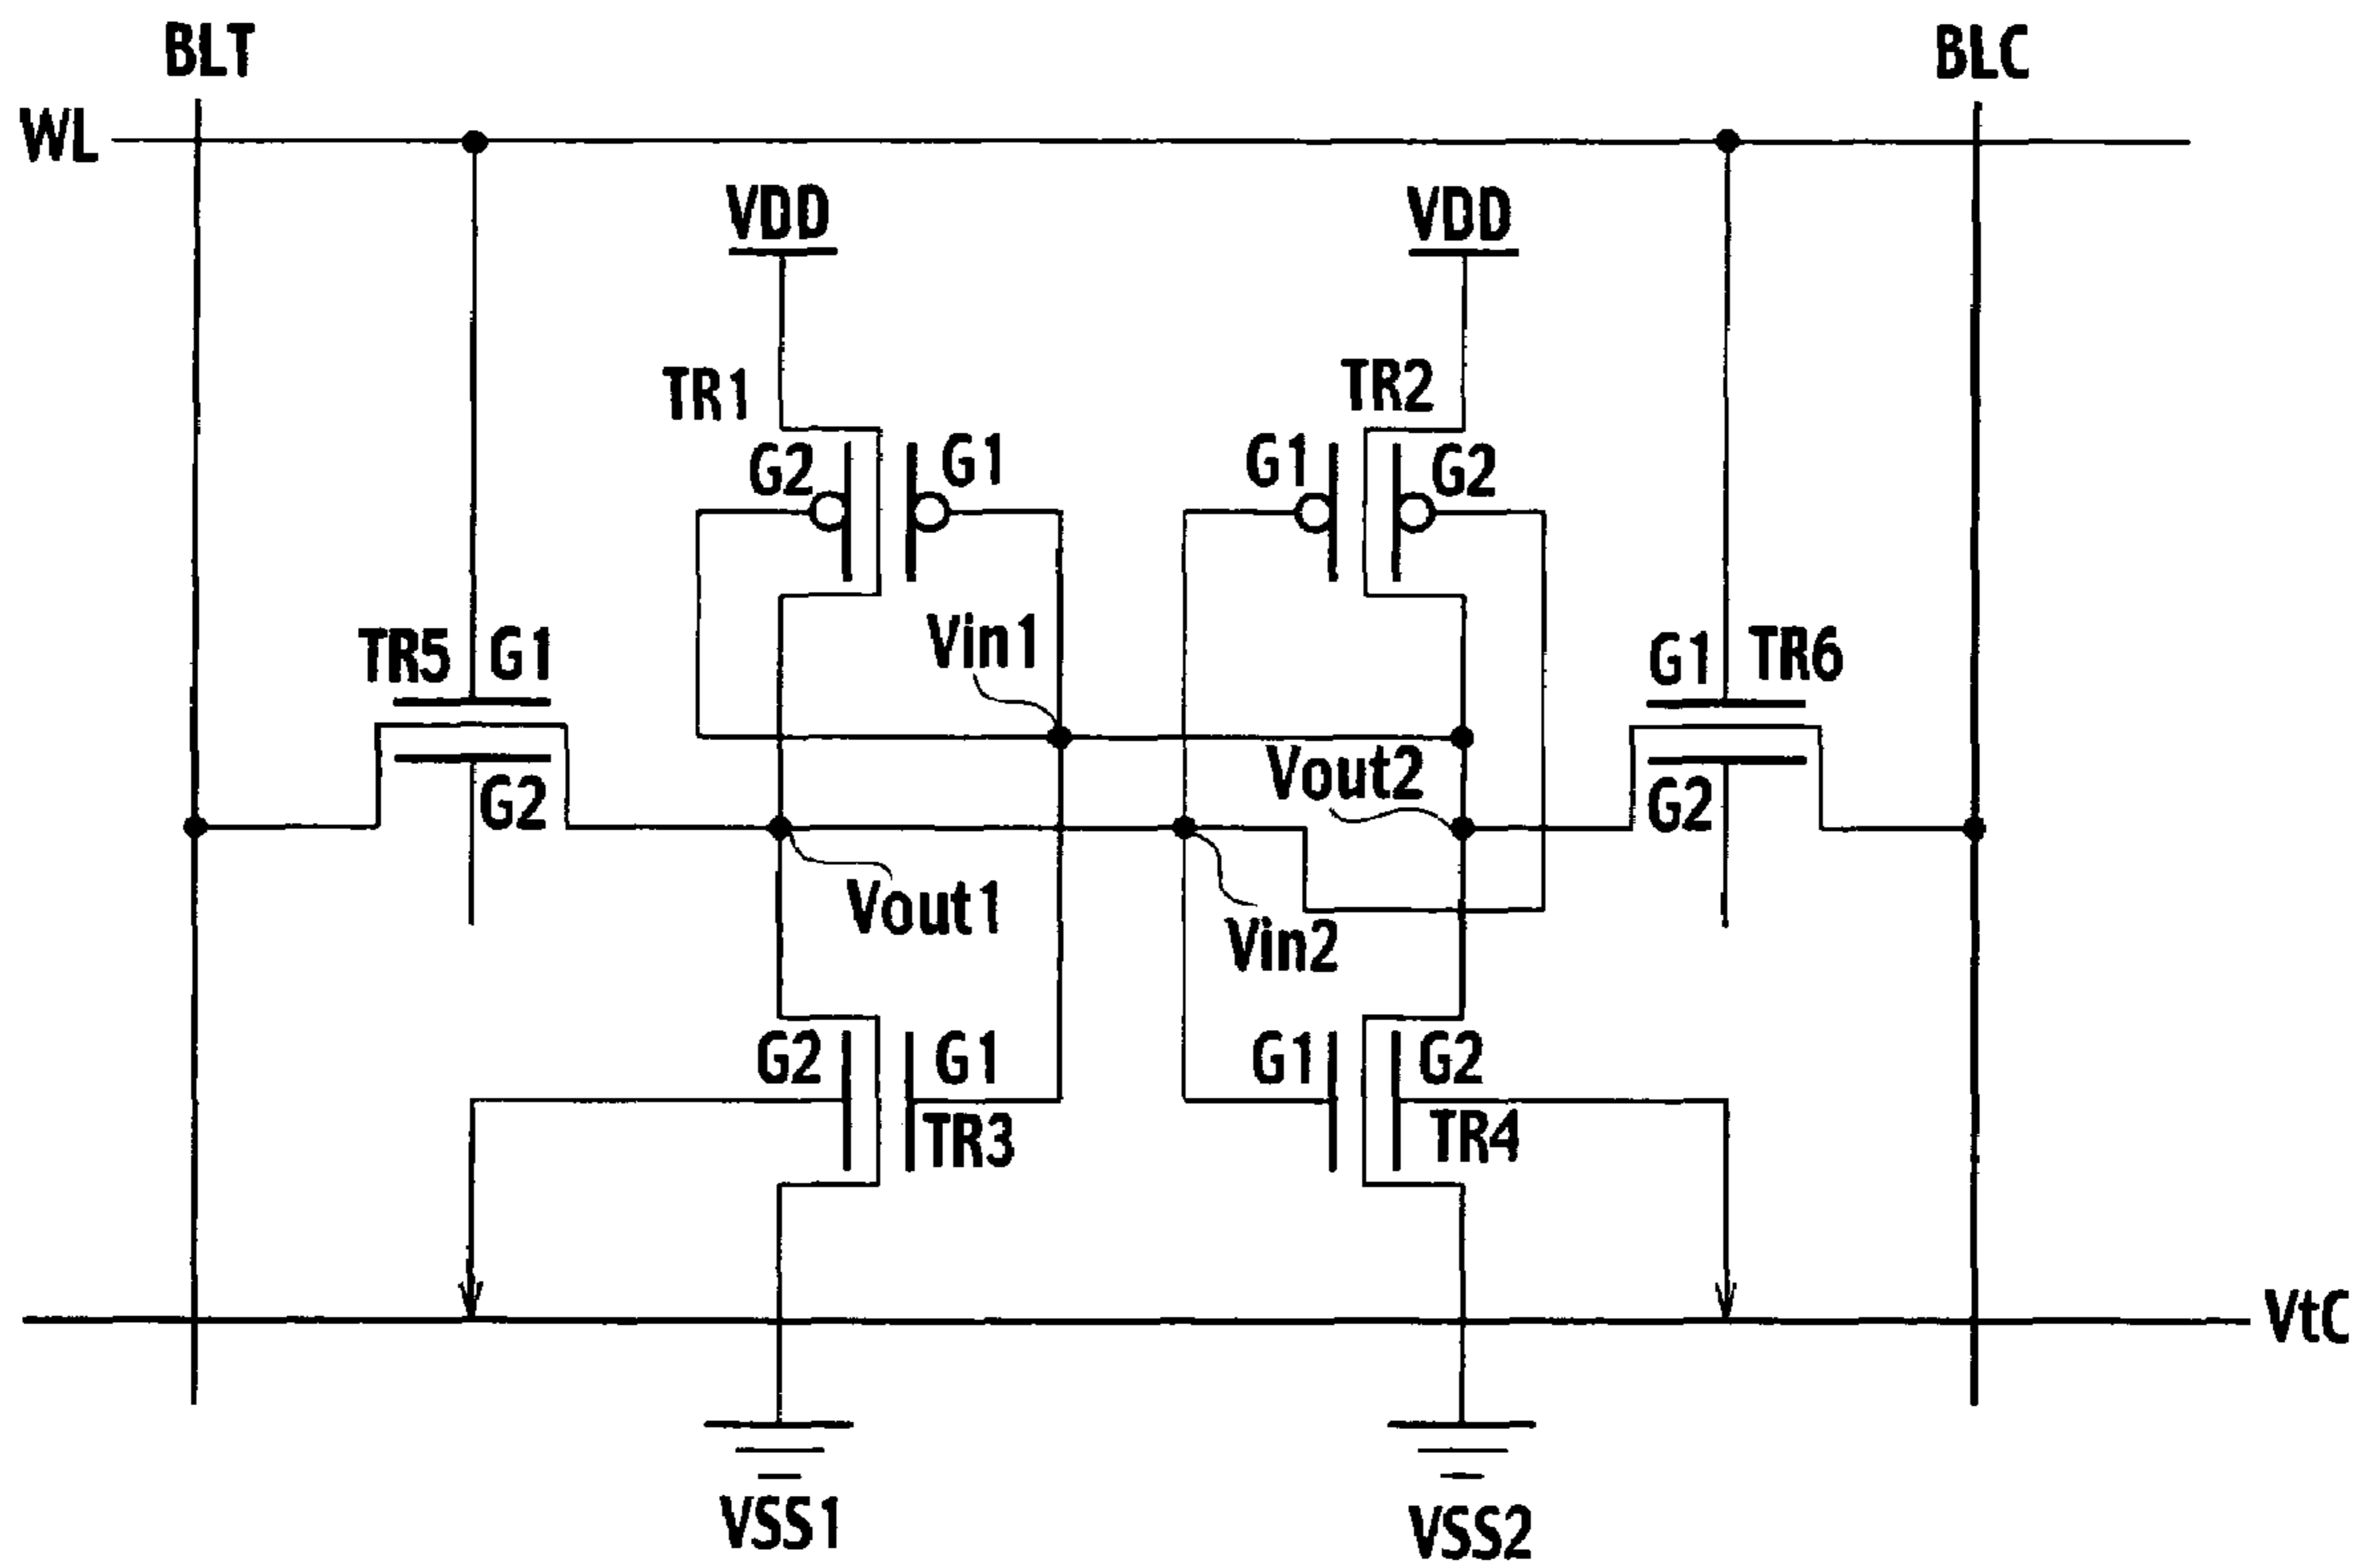 BLT
BLC
WL
VDD
VDD
TR1
TR2
G2
G1
G1
G2
Vin1
TR5
G1
G1
TR6
Vout2
G2
G2
Vout1
Vin2
G2
G1
G1
G2
TR3
TR4
VtC
VSS1
VSS2